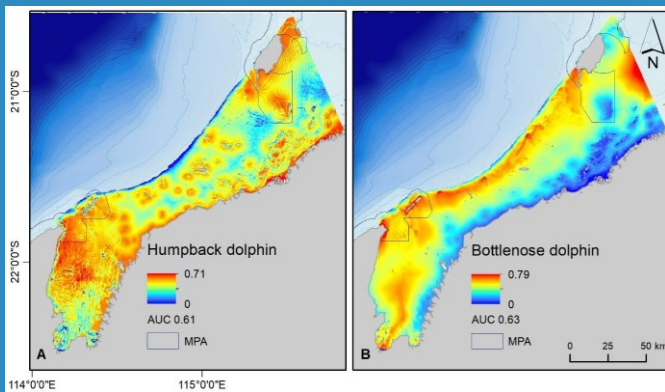 21°0'0"S
22°0'0"S
114°0'0"E
115°0'0"E
Humpback dolphin
0.71
0
AUC 0.61
MPA
A
N
Bottlenose dolphin
0.79
0
AUC 0.63
MPA
B
0 25 50 km